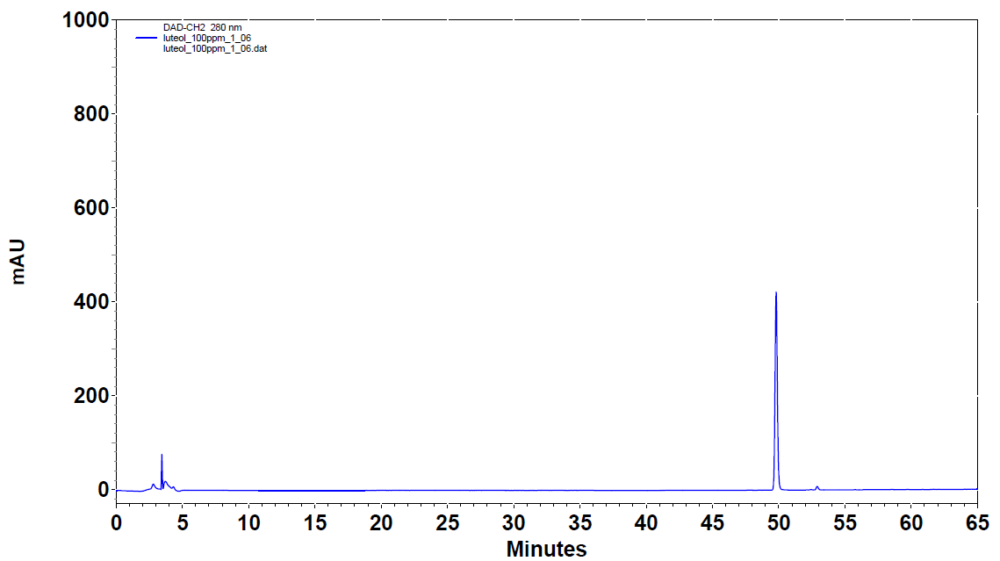 1000
DAD-CH2 280 nm
luteol_100ppm_1_06
luteol_100ppm_1_06.dat
800
600
mAU
400
200
0
0 5 10 15 20 25 30 35 40 45 50 55 60 65
Minutes